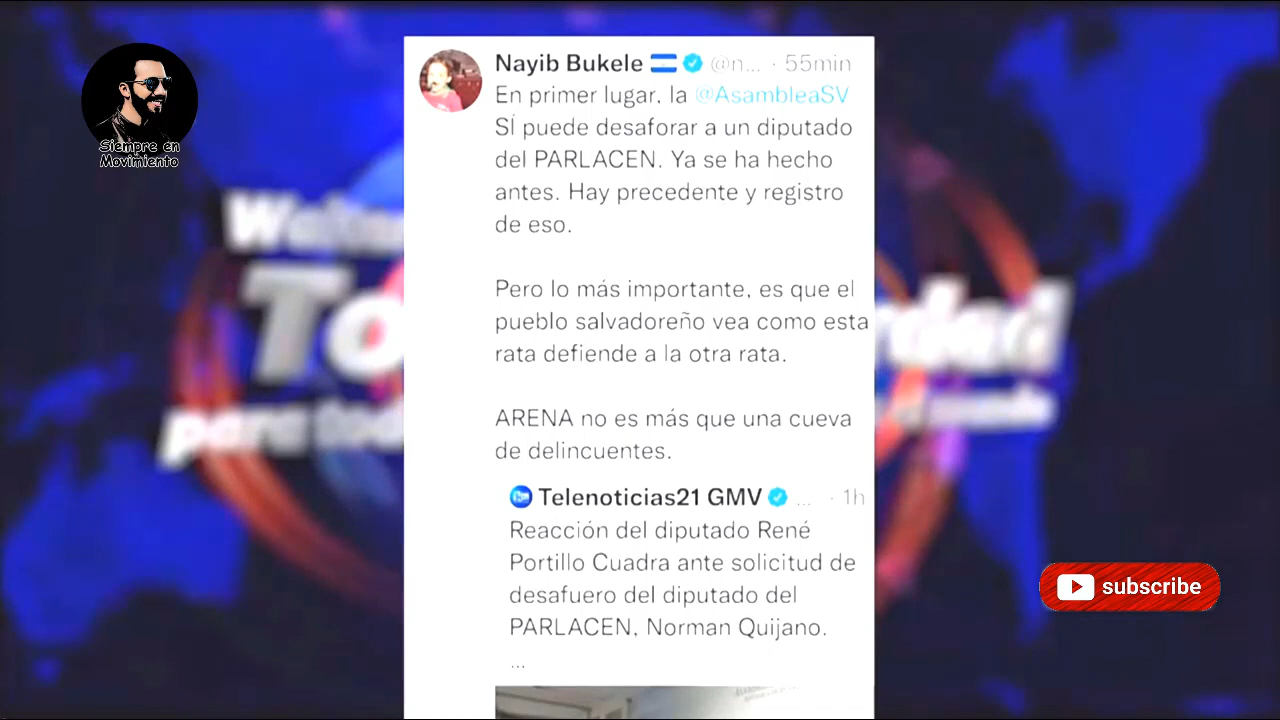 Siempre en
Movimiento
Nayib Bukele @n... · 55min
En primer lugar, la @AsambleaSV
SÍ puede desaforar a un diputado
del PARLACEN. Ya se ha hecho
antes. Hay precedente y registro
de eso.
Pero lo más importante, es que el
pueblo salvadoreño vea como esta
rata defiende a la otra rata.
ARENA no es más que una cueva
de delincuentes.
Telenoticias21 GMV ... · 1h
Reacción del diputado René
Portillo Cuadra ante solicitud de
desafuero del diputado del
PARLACEN, Norman Quijano.
...
subscribe